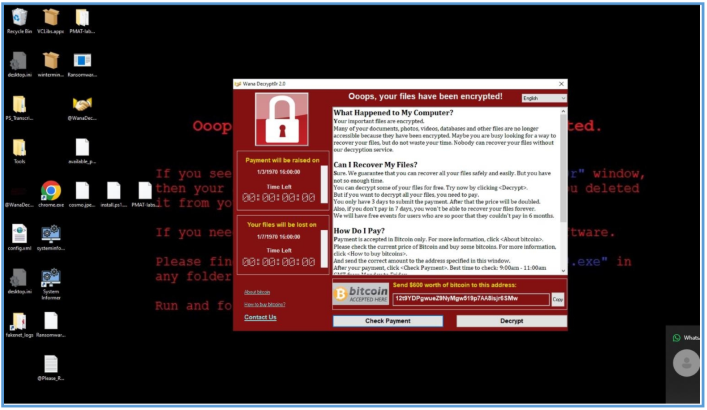 Recycle Bin
VCLibs.appx
PMAT-lab...
desktop.ini
wintermin...
Ransomwar...
PS_Transcri...
@WanaDec...
Tools
available_p...
@WanaDec...
chrome.exe
cosmo.jpe...
install.ps1....
PMAT-labs...
config.xml
systeminfo...
desktop.ini
System
Informer
fakenet_logs
Ransomwar...
@Please_R...
Ooop
ted.
If you see
r" window,
then your
u deleted
it from yo
If you nee
tware.
Please fin
.exe" in
any folder
Run and fo
Wana Decrypt0r 2.0
Ooops, your files have been encrypted!
English
Payment will be raised on
1/3/1970 16:00:00
Time Left
00:00:00:00
Your files will be lost on
1/7/1970 16:00:00
Time Left
00:00:00:00
About bitcoin
How to buy bitcoins?
Contact Us
What Happened to My Computer?
Your important files are encrypted.
Many of your documents, photos, videos, databases and other files are no longer
accessible because they have been encrypted. Maybe you are busy looking for a way to
recover your files, but do not waste your time. Nobody can recover your files without
our decryption service.
Can I Recover My Files?
Sure. We guarantee that you can recover all your files safely and easily. But you have
not so enough time.
You can decrypt some of your files for free. Try now by clicking <Decrypt>.
But if you want to decrypt all your files, you need to pay.
You only have 3 days to submit the payment. After that the price will be doubled.
Also, if you don't pay in 7 days, you won't be able to recover your files forever.
We will have free events for users who are so poor that they couldn't pay in 6 months.
How Do I Pay?
Payment is accepted in Bitcoin only. For more information, click <About bitcoin>.
Please check the current price of Bitcoin and buy some bitcoins. For more information,
click <How to buy bitcoins>.
And send the correct amount to the address specified in this window.
After your payment, click <Check Payment>. Best time to check: 9:00am - 11:00am
bitcoin
ACCEPTED HERE
Send $600 worth of bitcoin to this address:
12t9YDPgwueZ9NyMgw519p7AA8isjr6SMw
Copy
Check Payment
Decrypt
Whats